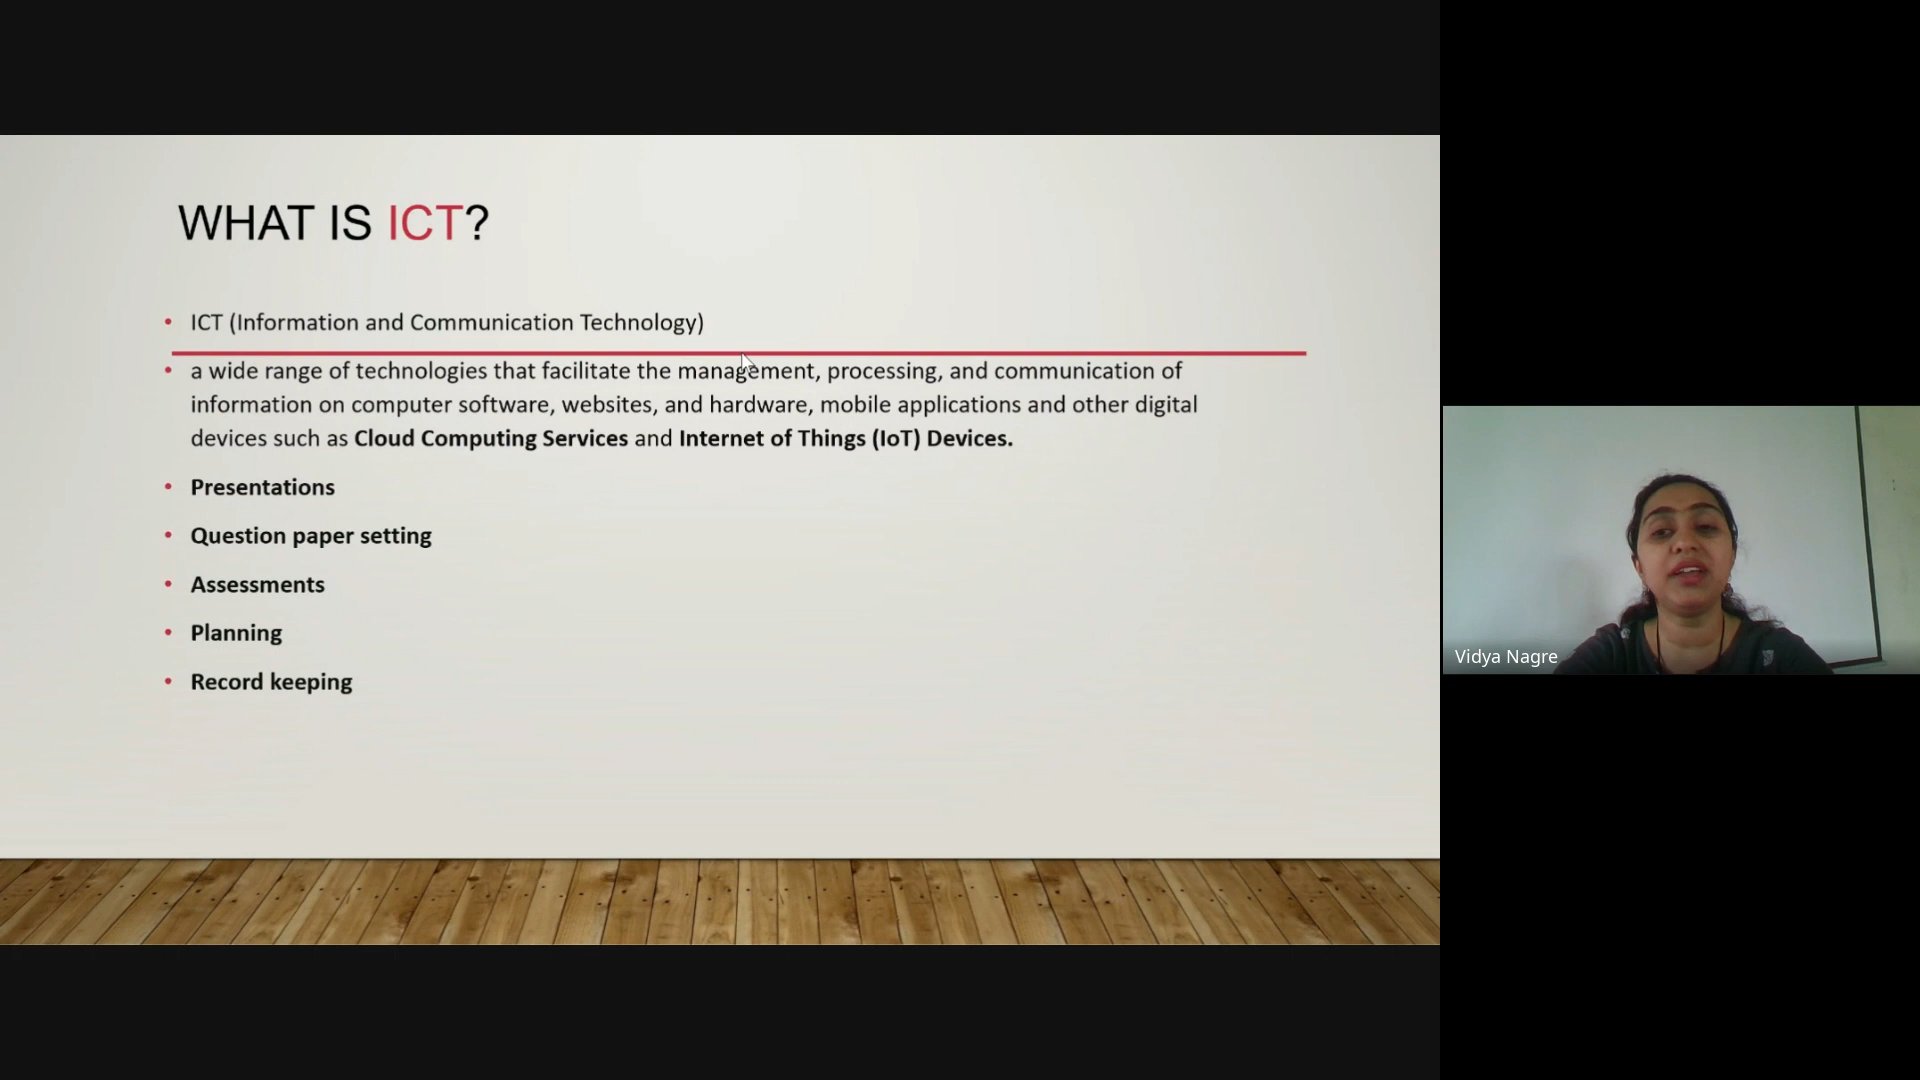 WHAT IS ICT?
• ICT (Information and Communication Technology)
• a wide range of technologies that facilitate the management, processing, and communication of
information on computer software, websites, and hardware, mobile applications and other digital
devices such as Cloud Computing Services and Internet of Things (IoT) Devices.
• Presentations
• Question paper setting
• Assessments
• Planning
• Record keeping
Vidya Nagre